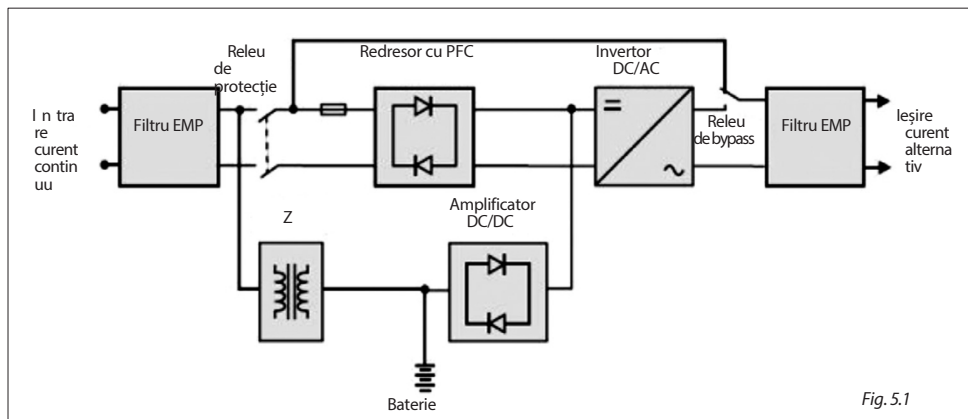 Releu
de
protecție
Redresor cu PFC
Invertor
DC/AC
I n tra
re
curent
contin
uu
Filtru EMP
Releu
de bypass
Filtru EMP
Ieșire
curent
alterna
tiv
Z
Amplificator
DC/DC
Baterie
Fig. 5.1